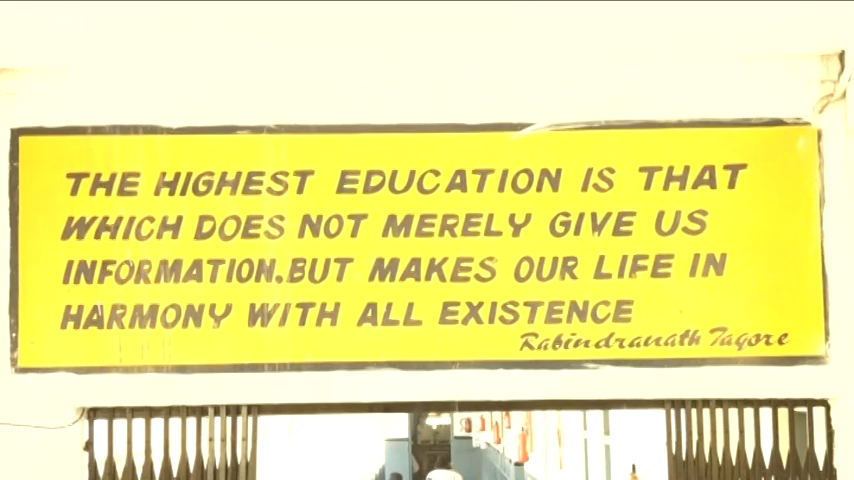 THE HIGHEST EDUCATION IS THAT
WHICH DOES NOT MERELY GIVE US
INFORMATION.BUT MAKES OUR LIFE IN
HARMONY WITH ALL EXISTENCE
Rabindranath Tagore